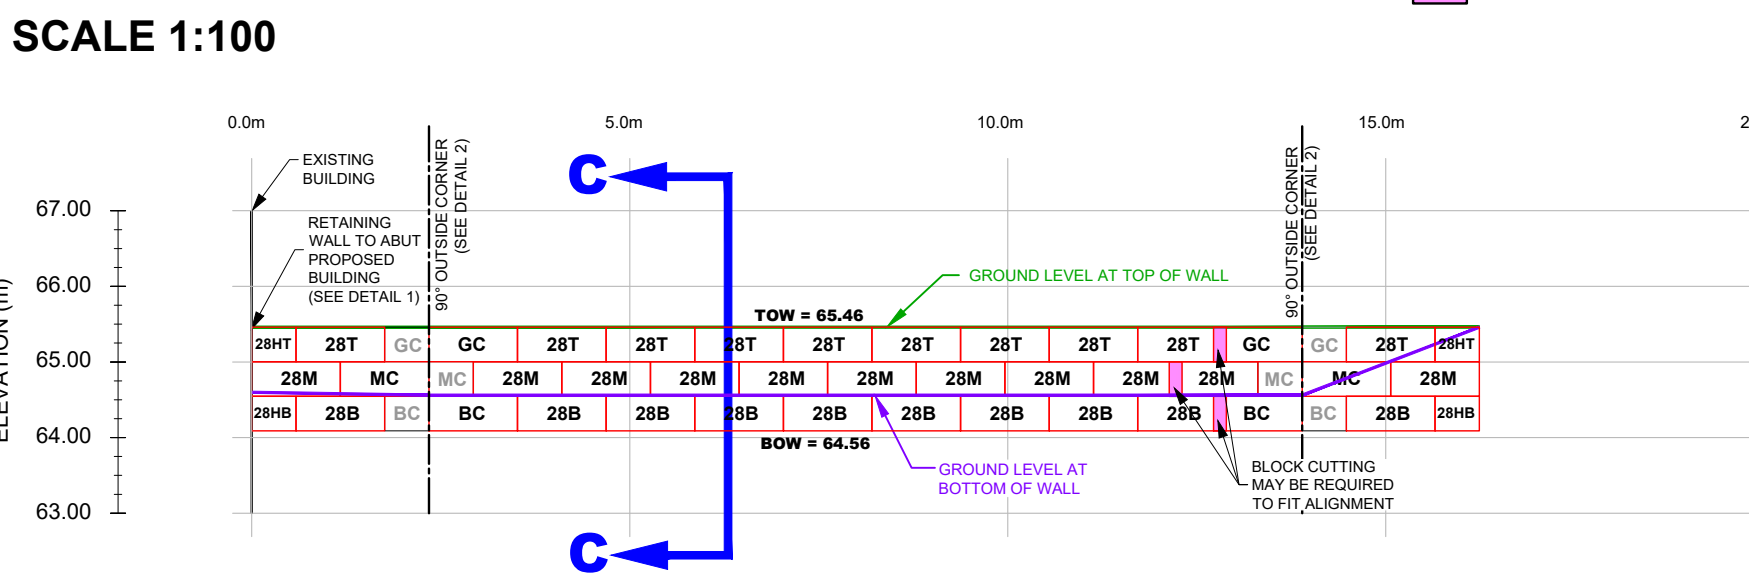 SCALE 1:100
0.0m
5.0m
10.0m
15.0m
2
EXISTING
BUILDING
RETAINING
WALL TO ABUT
PROPOSED
BUILDING
(SEE DETAIL 1)
90° OUTSIDE CORNER
(SEE DETAIL 2)
C
90° OUTSIDE CORNER
(SEE DETAIL 2)
ELEVATION (m)
67.00
66.00
65.00
64.00
63.00
GROUND LEVEL AT TOP OF WALL
TOW = 65.46
28HT 28T GC GC 28T 28T 28T 28T 28T 28T 28T 28T GC GC 28T 28HT
28M MC MC 28M 28M 28M 28M 28M 28M 28M 28M 28M MC MC 28M
28HB 28B BC BC 28B 28B 28B 28B 28B 28B 28B 28B BC BC 28B 28HB
BOW = 64.56
GROUND LEVEL AT
BOTTOM OF WALL
BLOCK CUTTING
MAY BE REQUIRED
TO FIT ALIGNMENT
C